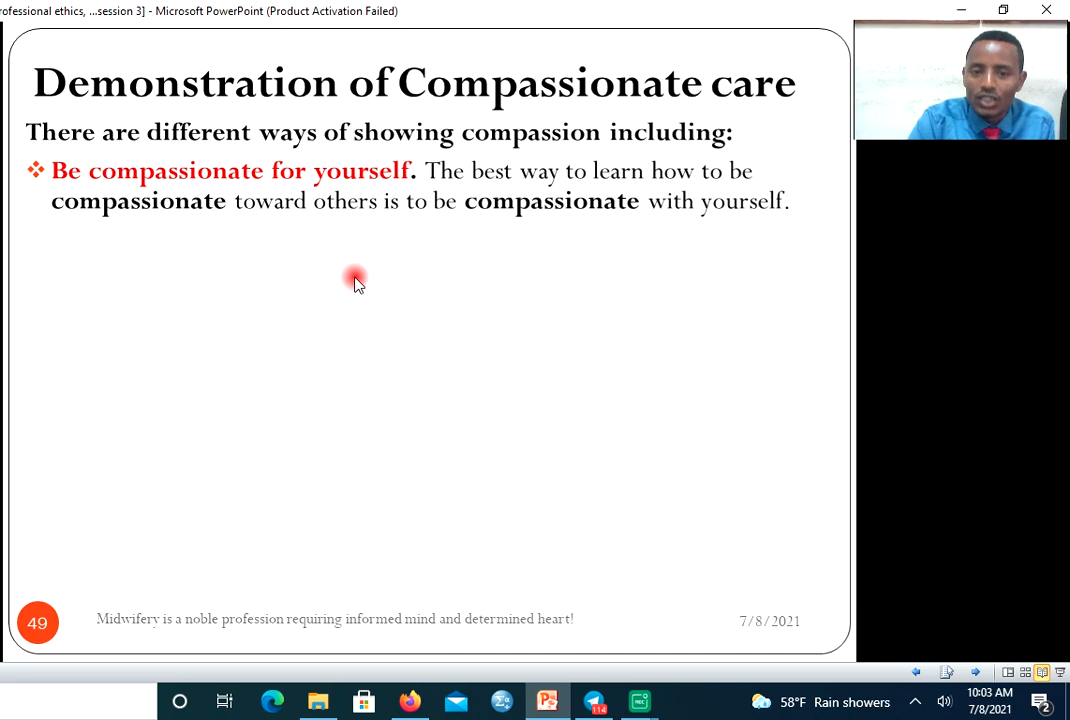 rofessional ethics, ...session 3] - Microsoft PowerPoint (Product Activation Failed)
Demonstration of Compassionate care
There are different ways of showing compassion including:
❖ Be compassionate for yourself. The best way to learn how to be
compassionate toward others is to be compassionate with yourself.
49
Midwifery is a noble profession requiring informed mind and determined heart!
7/8/2021
114
REC
58°F Rain showers
10:03 AM
7/8/2021
2